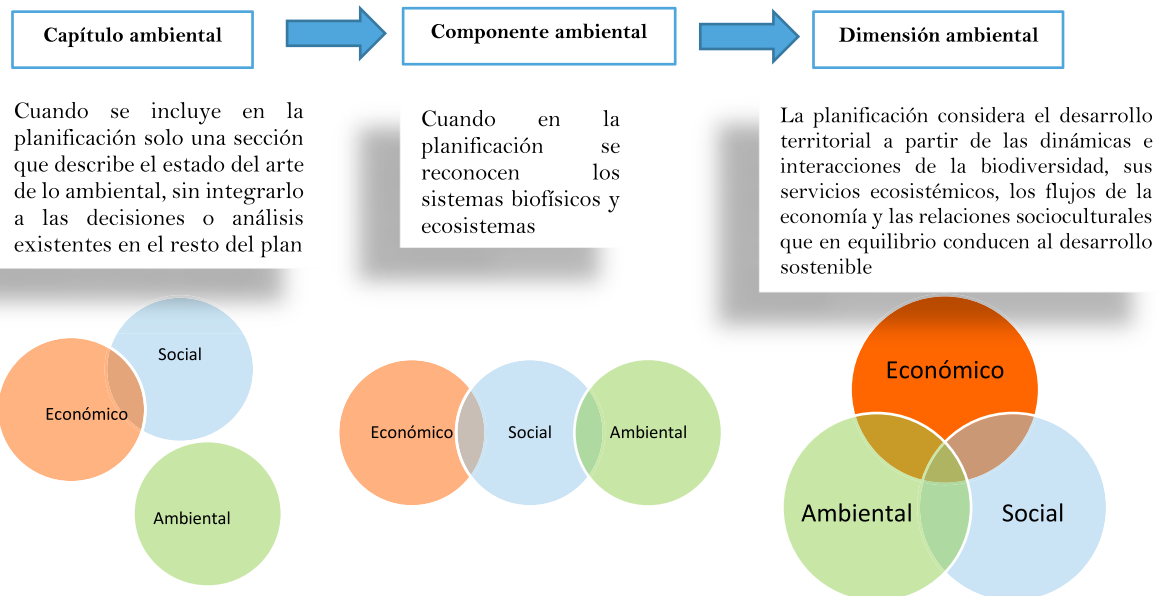 Capítulo ambiental
Componente ambiental
Dimensión ambiental
Cuando se incluye en la
planificación solo una sección
que describe el estado del arte
de lo ambiental, sin integrarlo
a las decisiones o análisis
existentes en el resto del plan
Cuando en la
planificación se
reconocen los
sistemas biofísicos y
ecosistemas
La planificación considera el desarrollo
territorial a partir de las dinámicas e
interacciones de la biodiversidad, sus
servicios ecosistémicos, los flujos de la
economía y las relaciones socioculturales
que en equilibrio conducen al desarrollo
sostenible
Social
Económico
Ambiental
Económico
Social
Ambiental
Económico
Ambiental
Social